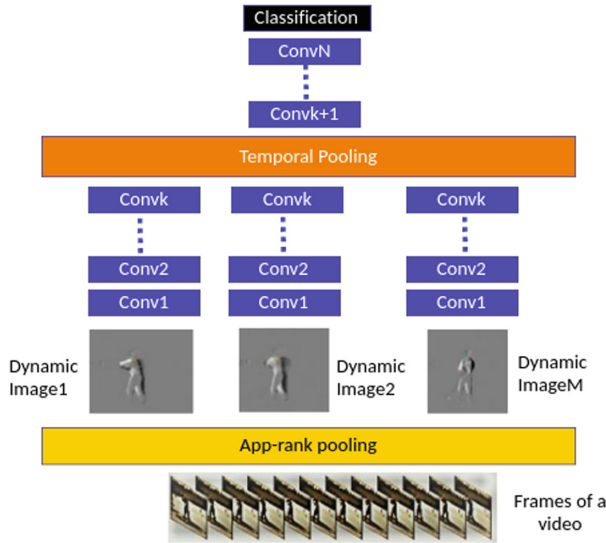 Classification
ConvN
Convk+1
Temporal Pooling
Convk Convk Convk
Conv2 Conv2 Conv2
Conv1 Conv1 Conv1
Dynamic
Image1
Dynamic
Image2
Dynamic
ImageM
App-rank pooling
Frames of a
video